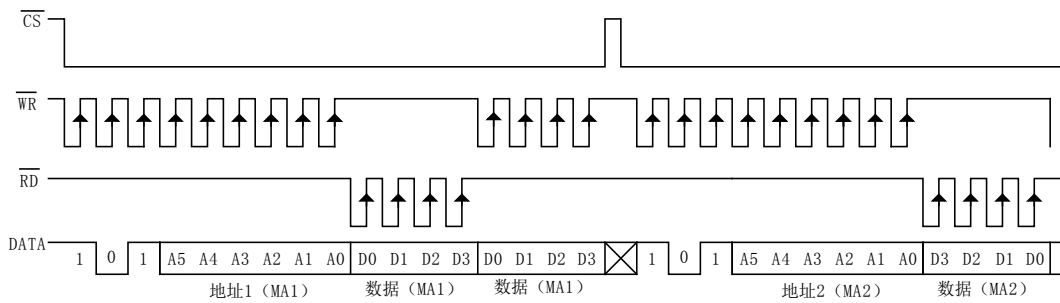 CS
WR
RD
DATA 1 0 1 A5 A4 A3 A2 A1 A0 D0 D1 D2 D3 D0 D1 D2 D3 1 0 1 A5 A4 A3 A2 A1 A0 D3 D2 D1 D0
地址1（MA1） 数据（MA1） 数据（MA1） 地址2（MA2） 数据（MA2）